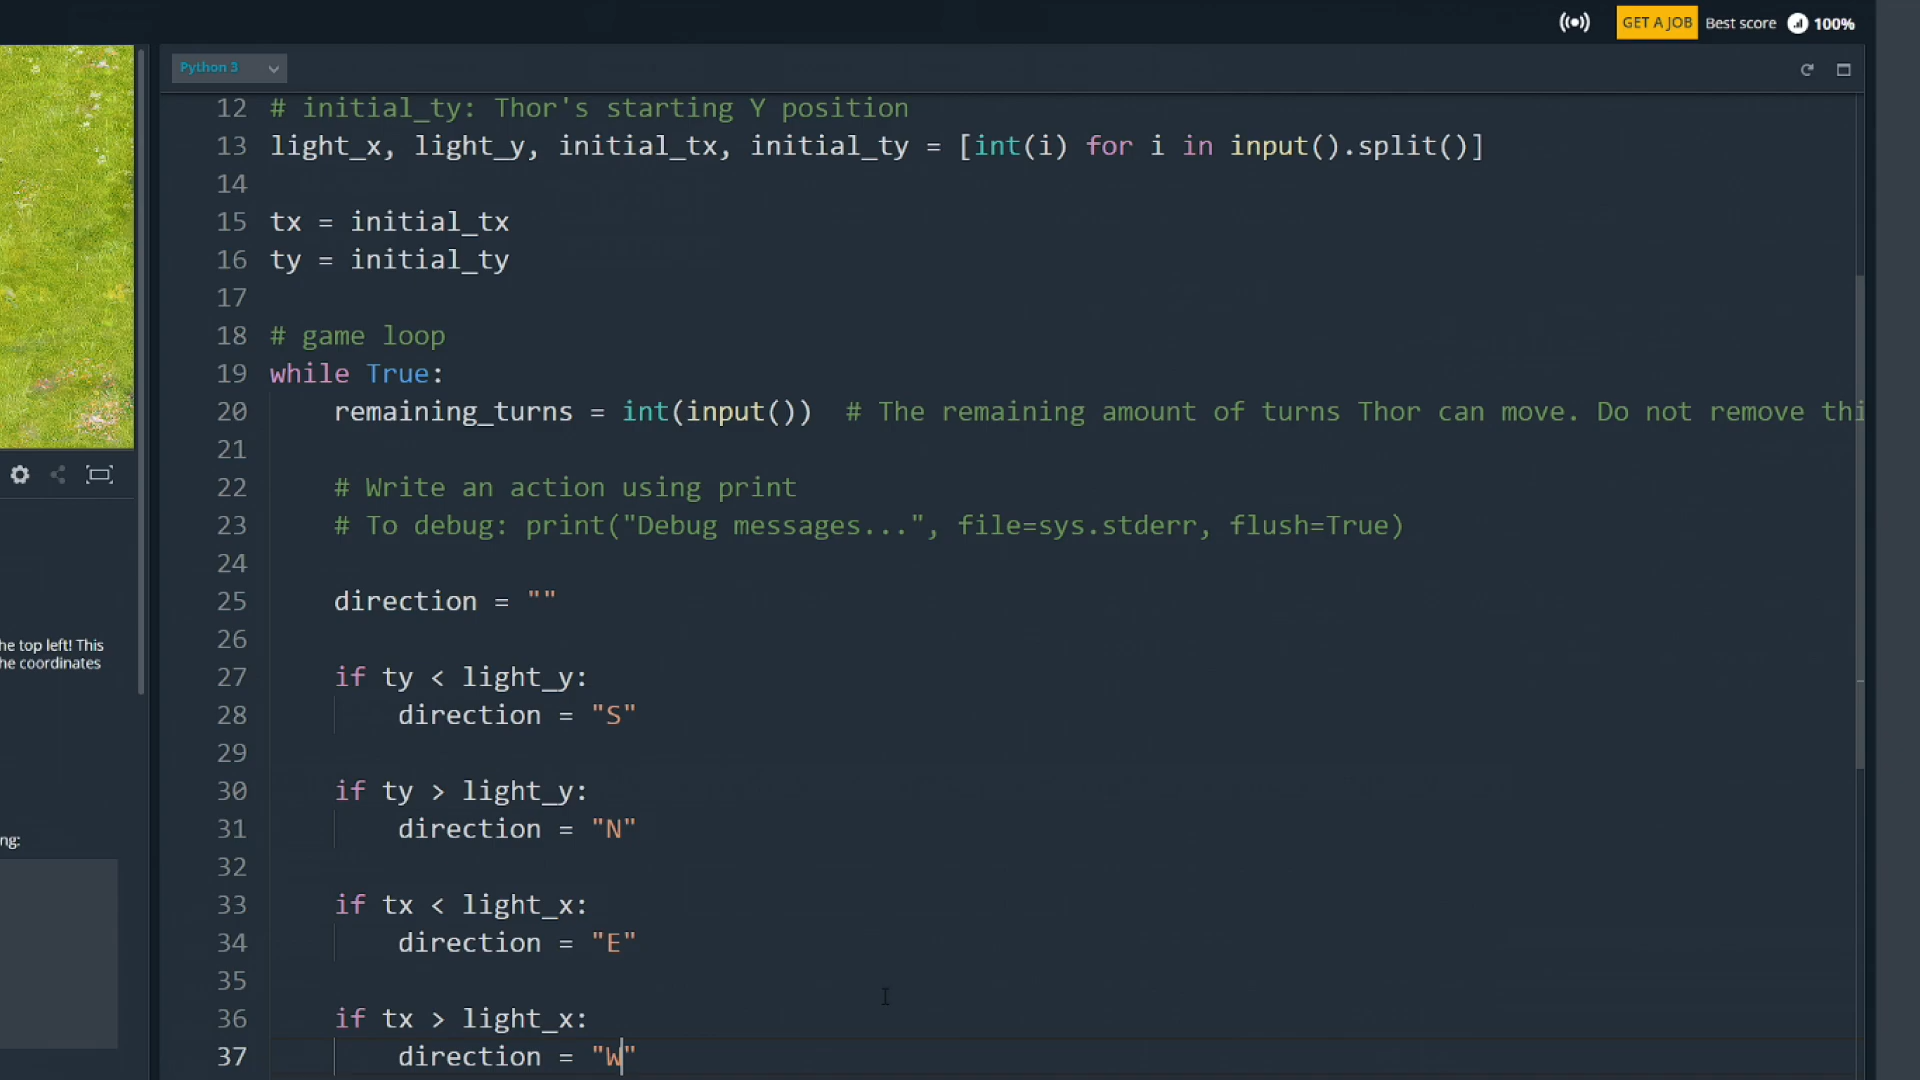 GET A JOB Best score 100%
Python 3
12 # initial_ty: Thor's starting Y position
13 light_x, light_y, initial_tx, initial_ty = [int(i) for i in input().split()]
14
15 tx = initial_tx
16 ty = initial_ty
17
18 # game loop
19 while True:
20 remaining_turns = int(input()) # The remaining amount of turns Thor can move. Do not remove thi
21
22 # Write an action using print
23 # To debug: print("Debug messages...", file=sys.stderr, flush=True)
24
25 direction = ""
26
27 if ty < light_y:
28 direction = "S"
29
30 if ty > light_y:
31 direction = "N"
32
33 if tx < light_x:
34 direction = "E"
35
36 if tx > light_x:
37 direction = "W"
he top left! This
he coordinates
ng: